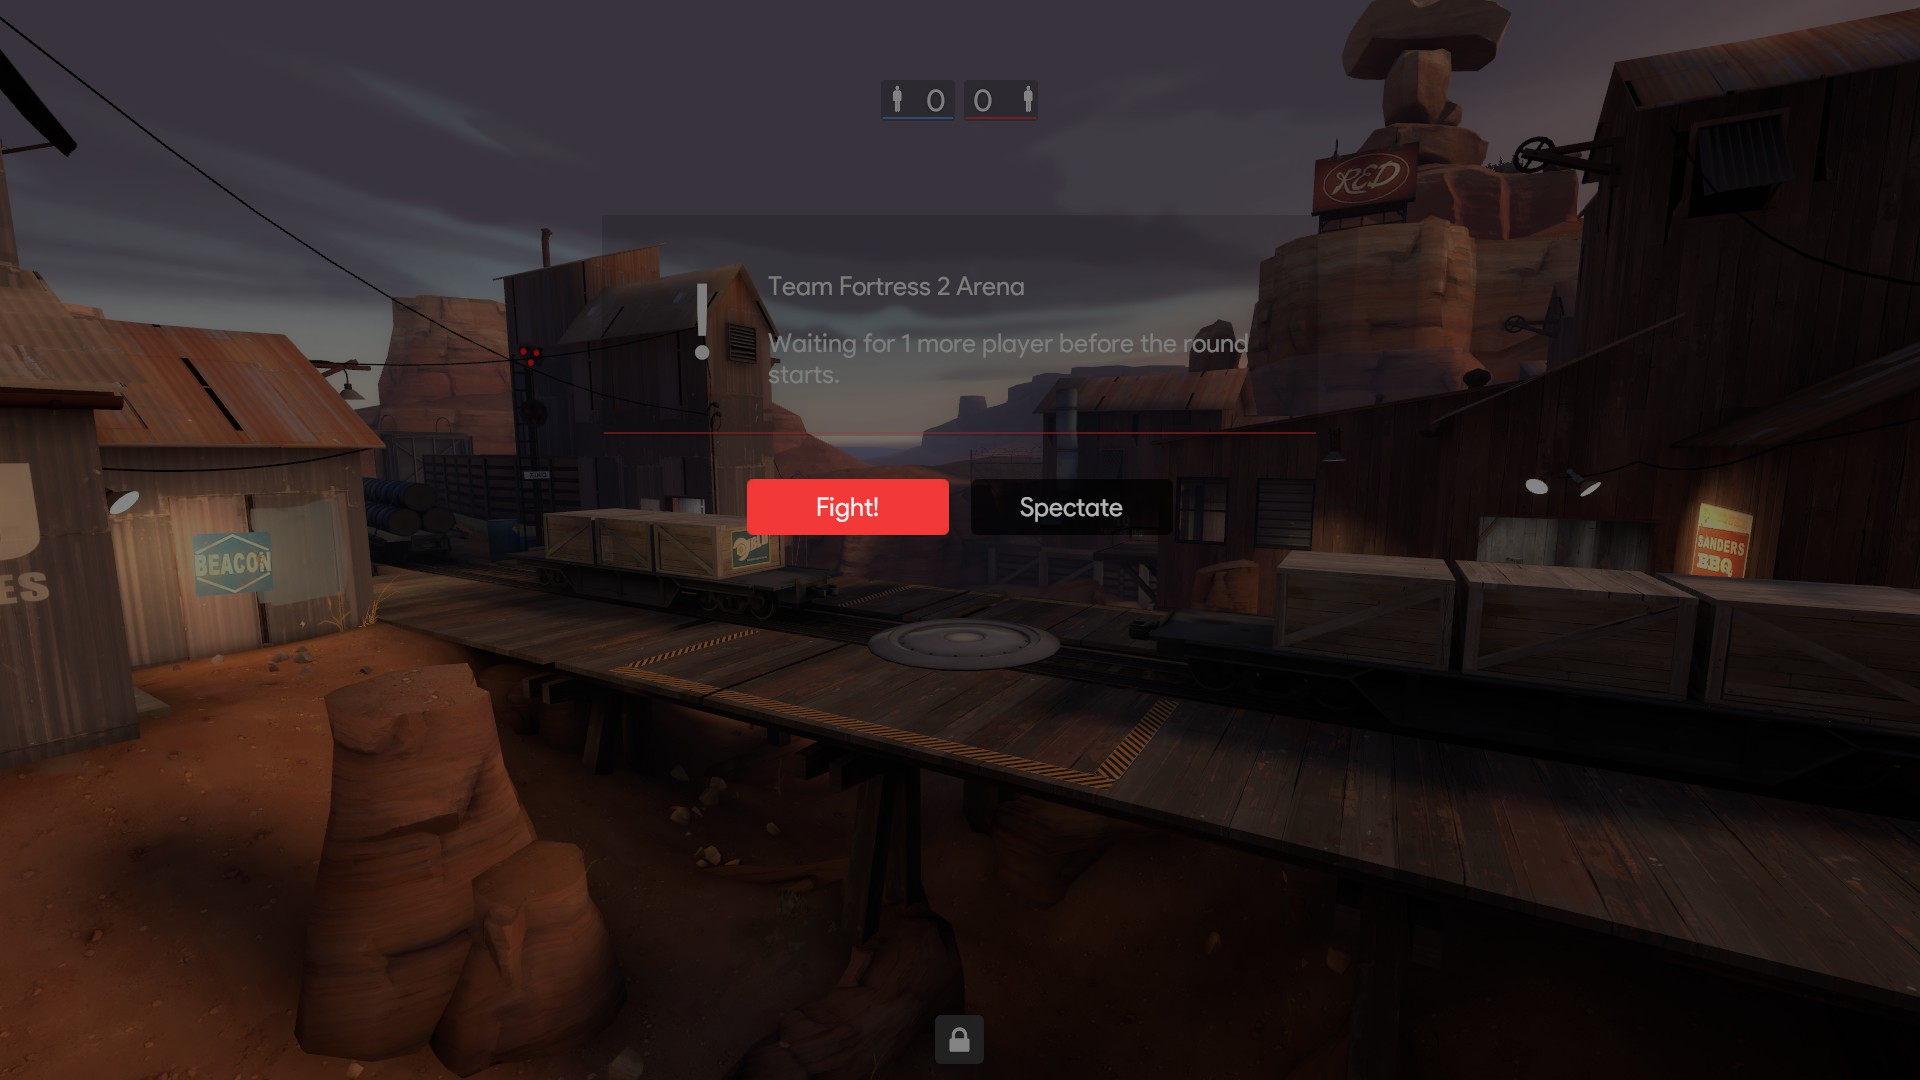 0 0
RED
Team Fortress 2 Arena
Waiting for 1 more player before the round
starts.
Fight!
Spectate
BEACON
BLU
SANDERS
BBQ
ES